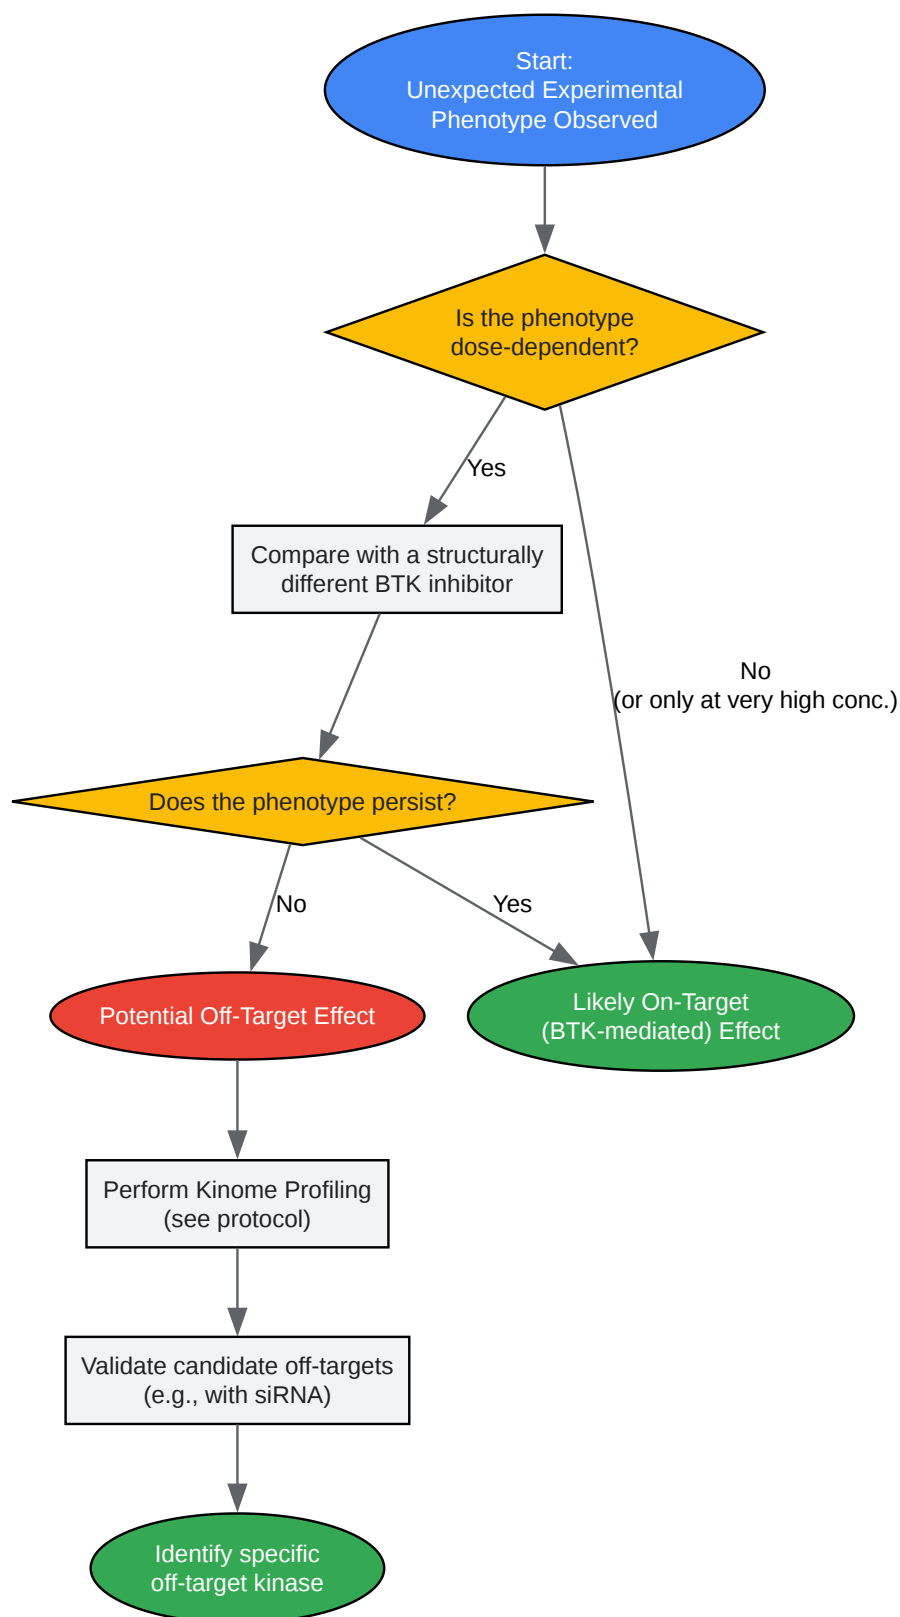 Start:
Unexpected Experimental
Phenotype Observed
Is the phenotype
dose-dependent?
Yes
Compare with a structurally
different BTK inhibitor
No
(or only at very high conc.)
Does the phenotype persist?
No
Yes
Potential Off-Target Effect
Likely On-Target
(BTK-mediated) Effect
Perform Kinome Profiling
(see protocol)
Validate candidate off-targets
(e.g., with siRNA)
Identify specific
off-target kinase